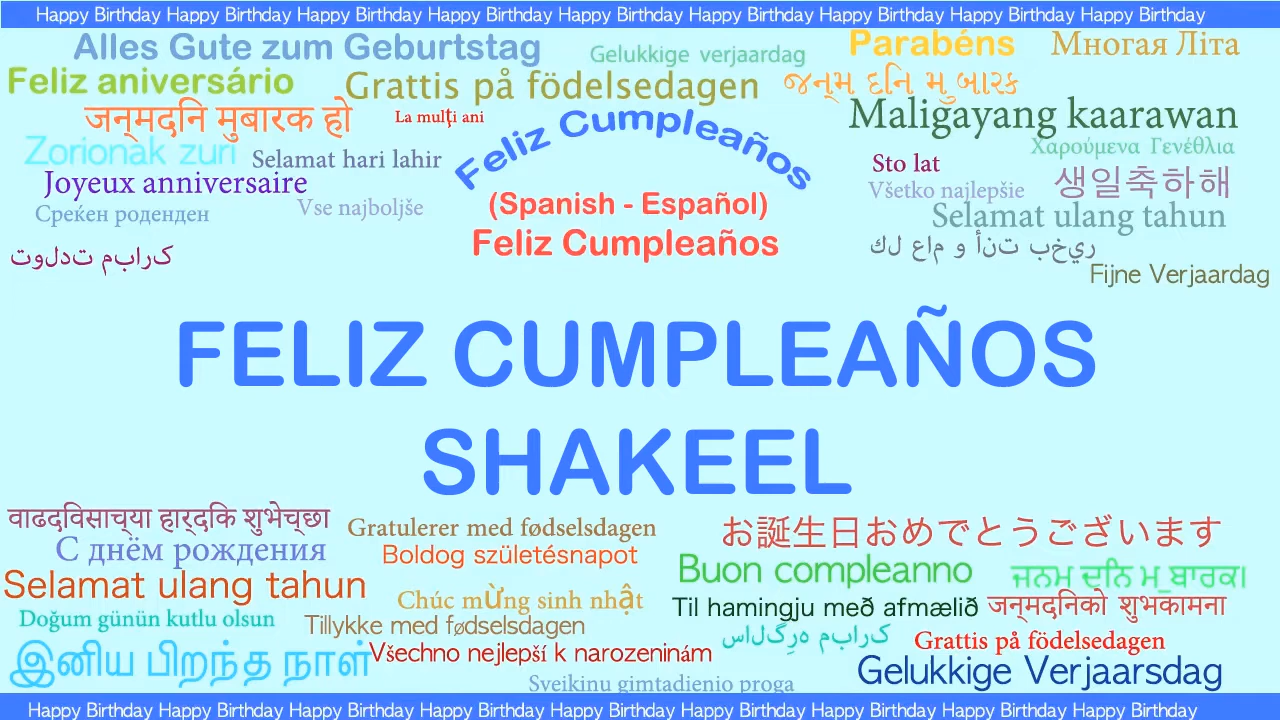 Happy Birthday Happy Birthday Happy Birthday Happy Birthday Happy Birthday Happy Birthday Happy Birthday Happy Birthday Happy Birthday
Alles Gute zum Geburtstag
Gelukkige verjaardag
Parabéns
Многая Літа
Feliz aniversário
Grattis på födelsedagen
જન્મ દિન મુબારક
जन्मदिन मुबारक हो
La mulţi ani
Feliz Cumpleaños
Maligayang kaarawan
Zorionak zuri
Selamat hari lahir
Χαρούμενα Γενέθλια
Sto lat
Joyeux anniversaire
(Spanish - Español)
Všetko najlepšie
생일축하해
Среќен роденден
Vse najboljše
Selamat ulang tahun
Feliz Cumpleaños
تولدت مبارک
كل عام و أنت بخير
Fijne Verjaardag
FELIZ CUMPLEAÑOS
SHAKEEL
वाढदिवसाच्या हार्दिक शुभेच्छा
Gratulerer med fødselsdagen
お誕生日おめでとうございます
С днём рождения
Boldog születésnapot
Buon compleanno
ਜਨਮ ਦਿਨ ਮੁਬਾਰਕ।
Selamat ulang tahun
Chúc mừng sinh nhật
Til hamingju með afmælið
जन्मदिनको शुभकामना
Doğum günün kutlu olsun
Tillykke med fødselsdagen
سالگرہ مبارک
Grattis på födelsedagen
இனிய பிறந்த நாள்
Všechno nejlepší k narozeninám
Gelukkige Verjaarsdag
Sveikinu gimtadienio proga
Happy Birthday Happy Birthday Happy Birthday Happy Birthday Happy Birthday Happy Birthday Happy Birthday Happy Birthday Happy Birthday